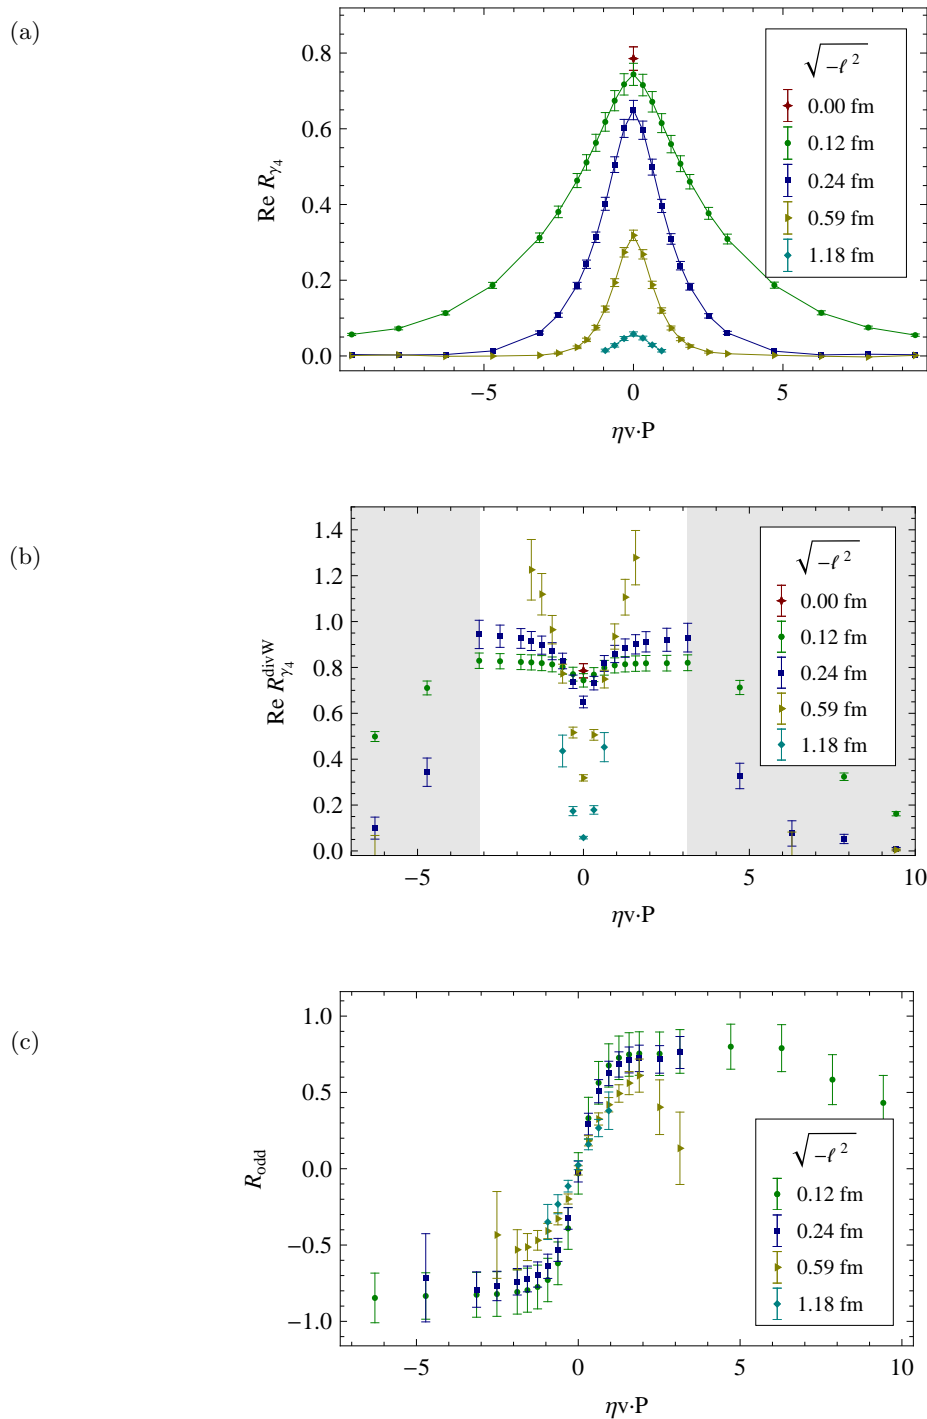 (a)
Re R_γ4
0.8
0.6
0.4
0.2
0.0
−5
0
5
ηv·P
√−ℓ²
0.00 fm
0.12 fm
0.24 fm
0.59 fm
1.18 fm
(b)
Re R_γ4^divW
1.4
1.2
1.0
0.8
0.6
0.4
0.2
0.0
−5
0
5
10
ηv·P
√−ℓ²
0.00 fm
0.12 fm
0.24 fm
0.59 fm
1.18 fm
(c)
R_odd
1.0
0.5
0.0
−0.5
−1.0
−5
0
5
10
ηv·P
√−ℓ²
0.12 fm
0.24 fm
0.59 fm
1.18 fm